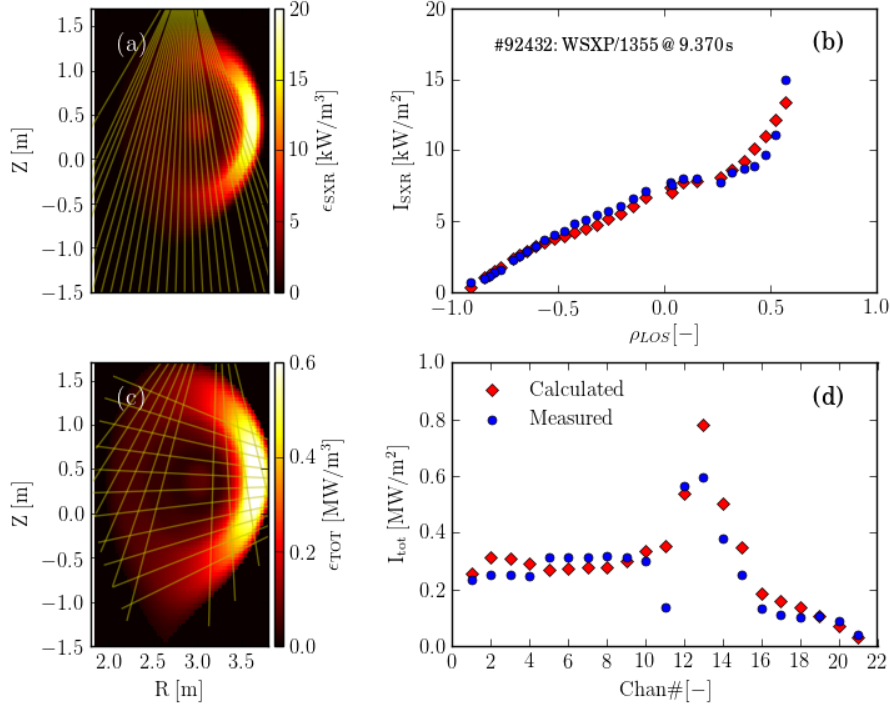 (a)
1.5
1.0
0.5
0.0
−0.5
−1.0
−1.5
Z [m]
20
15
10
5
0
ϵSXR [kW/m³]
#92432: WSXP/1355 @ 9.370s
(b)
20
15
10
5
0
ISXR [kW/m²]
−1.0 −0.5 0.0 0.5 1.0
ρLOS[−]
(c)
1.5
1.0
0.5
0.0
−0.5
−1.0
−1.5
Z [m]
2.0 2.5 3.0 3.5
R [m]
0.6
0.4
0.2
0.0
ϵTOT [MW/m³]
Calculated
Measured
(d)
1.0
0.8
0.6
0.4
0.2
0.0
Itot [MW/m²]
0 2 4 6 8 10 12 14 16 18 20 22
Chan# [−]